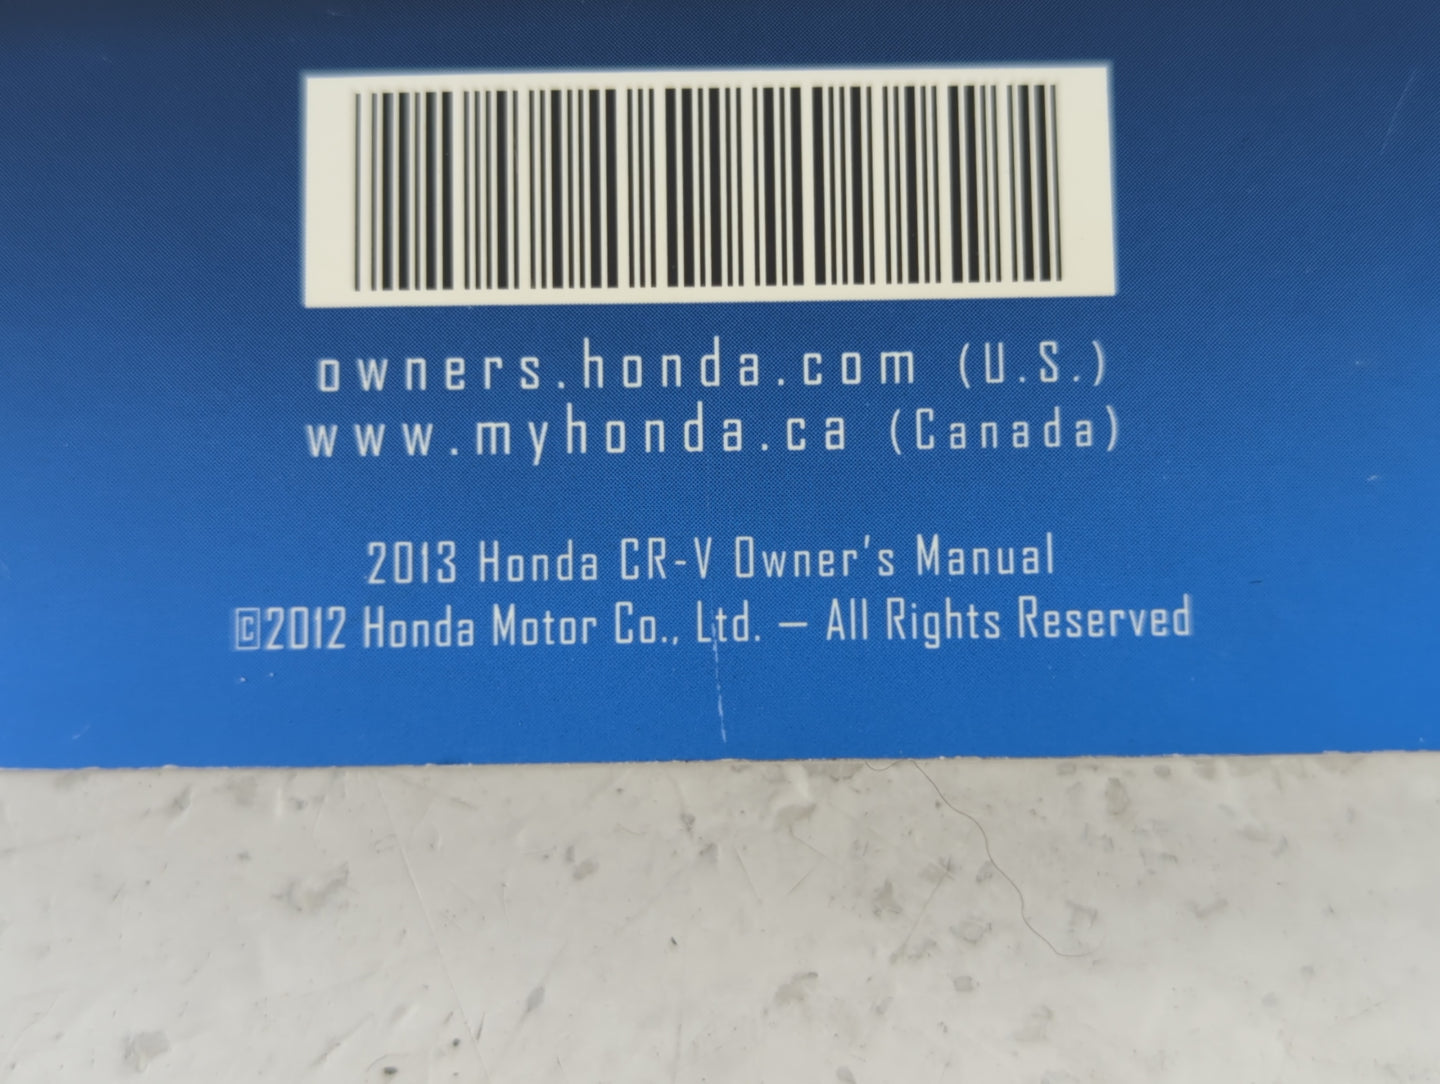 owners.honda.com (U.S.)
www.myhonda.ca (Canada)
2013 Honda CR-V Owner's Manual
©2012 Honda Motor Co., Ltd. — All Rights Reserved